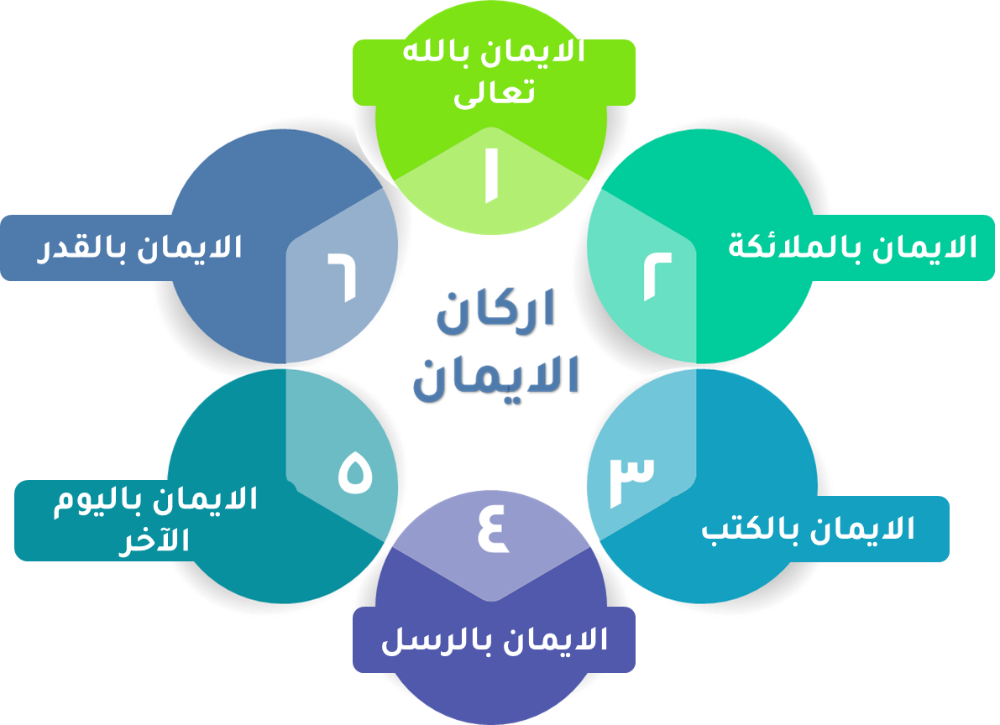 اركان
الايمان
الايمان بالله
تعالى
١
الايمان بالملائكة
٢
الايمان بالكتب
٣
الايمان بالرسل
٤
الايمان باليوم
الآخر
٥
الايمان بالقدر
٦